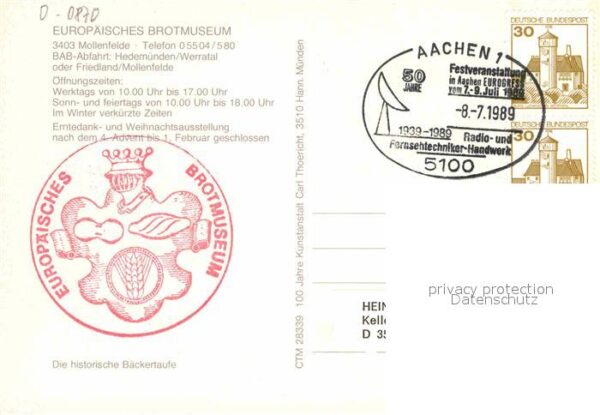 D - 0870
EUROPÄISCHES BROTMUSEUM
3403 Mollenfelde · Telefon 0 55 04 / 5 80
BAB-Abfahrt: Hedemünden/Werratal
oder Friedland/Mollenfelde
Öffnungszeiten:
Werktags von 10.00 Uhr bis 17.00 Uhr
Sonn- und feiertags von 10.00 Uhr bis 18.00 Uhr
Im Winter verkürzte Zeiten
Erntedank- und Weihnachtsausstellung
nach dem 4. Advent bis 1. Februar geschlossen
EUROPÄISCHES BROTMUSEUM
Die historische Bäckertaufe
CTM 28339 100 Jahre Kunstanstalt Carl Thoericht, 3510 Hann. Münden
AACHEN 1
50
JAHRE
Festveranstaltung
in Aachen EUROGRESS
vom 7.-9. Juli 1989
-8.-7.1989
1939-1989
Radio- und
Fernsehtechniker-Handwerk
5100
DEUTSCHE BUNDESPOST
30
30
privacy protection
Datenschutz
HEIN
Kelle
D 35